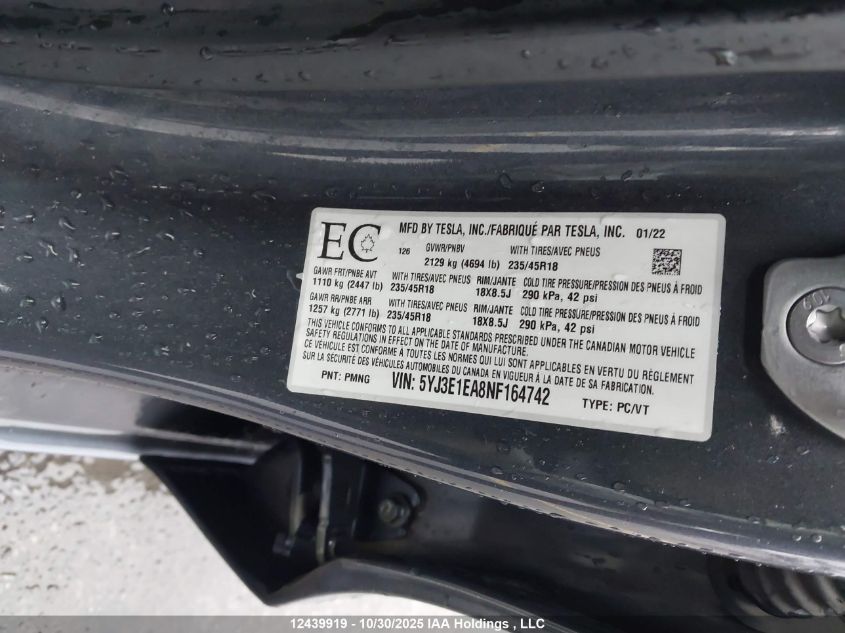 EC
MFD BY TESLA, INC./FABRIQUÉ PAR TESLA, INC. 01/22
126 GVWR/PNBV WITH TIRES/AVEC PNEUS
2129 kg (4694 lb) 235/45R18
GAWR FRT/PNBE AVT WITH TIRES/AVEC PNEUS RIM/JANTE COLD TIRE PRESSURE/PRESSION DES PNEUS À FROID
1110 kg (2447 lb) 235/45R18 18X8.5J 290 kPa, 42 psi
GAWR RR/PNBE ARR WITH TIRES/AVEC PNEUS RIM/JANTE COLD TIRE PRESSURE/PRESSION DES PNEUS À FROID
1257 kg (2771 lb) 235/45R18 18X8.5J 290 kPa, 42 psi
THIS VEHICLE CONFORMS TO ALL APPLICABLE STANDARDS PRESCRIBED UNDER THE CANADIAN MOTOR VEHICLE
SAFETY REGULATIONS IN EFFECT ON THE DATE OF MANUFACTURE.
CE VÉHICULE EST CONFORME À TOUTES LES NORMES QUI LUI SONT APPLICABLES EN VERTU DU RÈGLEMENT
SUR LA SÉCURITÉ DES VÉHICULES AUTOMOBILES DU CANADA EN VIGUEUR À LA DATE DE SA FABRICATION.
PNT: PMNG VIN: 5YJ3E1EA8NF164742 TYPE: PC/VT
12439919 - 10/30/2025 IAA Holdings , LLC